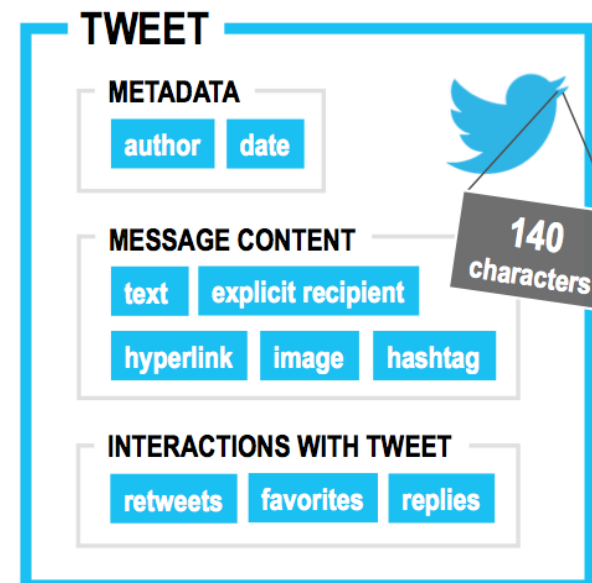 TWEET
METADATA
author date
MESSAGE CONTENT
140
characters
text explicit recipient
hyperlink image hashtag
INTERACTIONS WITH TWEET
retweets favorites replies